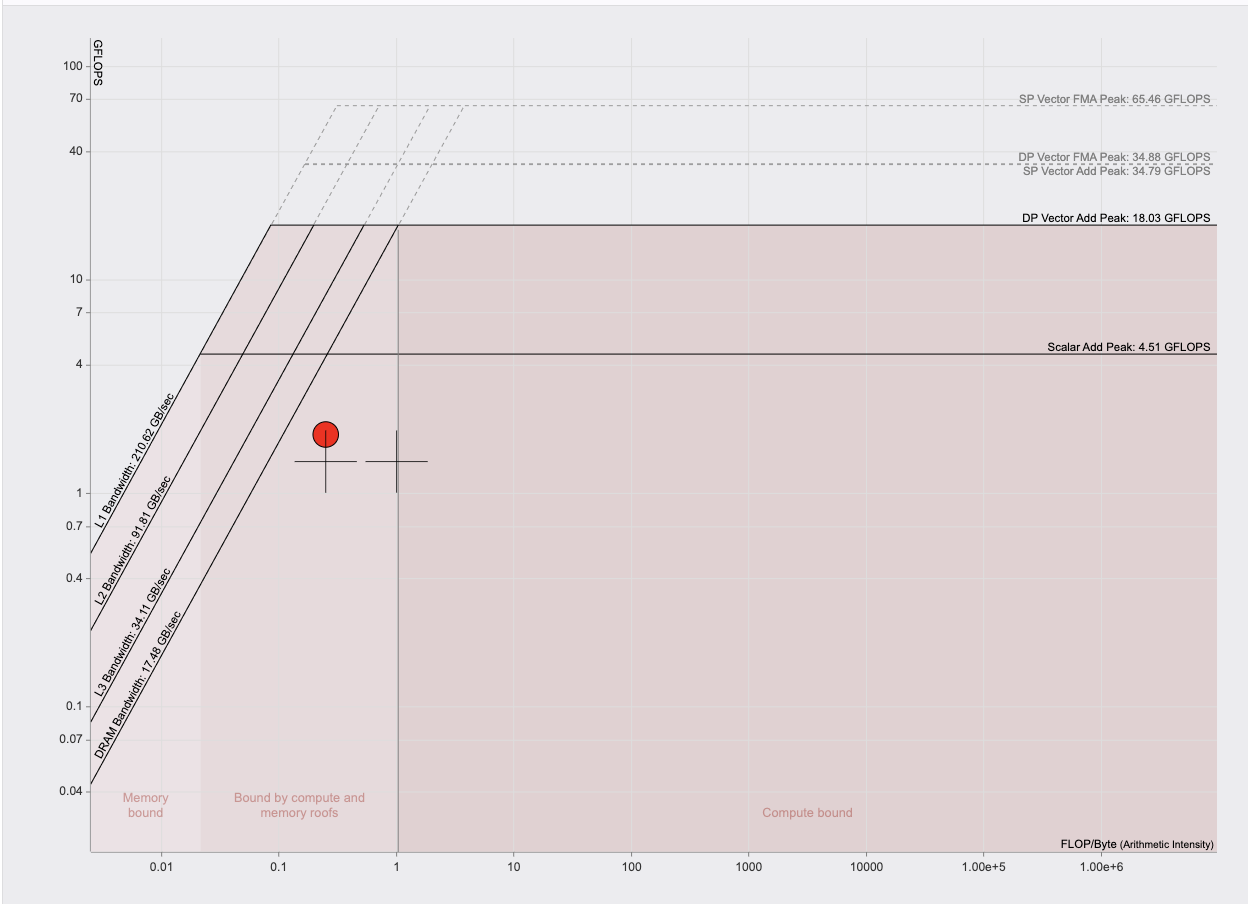 GFLOPS
100
70
40
10
7
4
1
0.7
0.4
0.1
0.07
0.04
SP Vector FMA Peak: 65.46 GFLOPS
DP Vector FMA Peak: 34.88 GFLOPS
SP Vector Add Peak: 34.79 GFLOPS
DP Vector Add Peak: 18.03 GFLOPS
Scalar Add Peak: 4.51 GFLOPS
L1 Bandwidth: 210.62 GB/sec
L2 Bandwidth: 91.81 GB/sec
L3 Bandwidth: 34.11 GB/sec
DRAM Bandwidth: 17.48 GB/sec
Memory
bound
Bound by compute and
memory roofs
Compute bound
FLOP/Byte (Arithmetic Intensity)
0.01
0.1
1
10
100
1000
10000
1.00e+5
1.00e+6